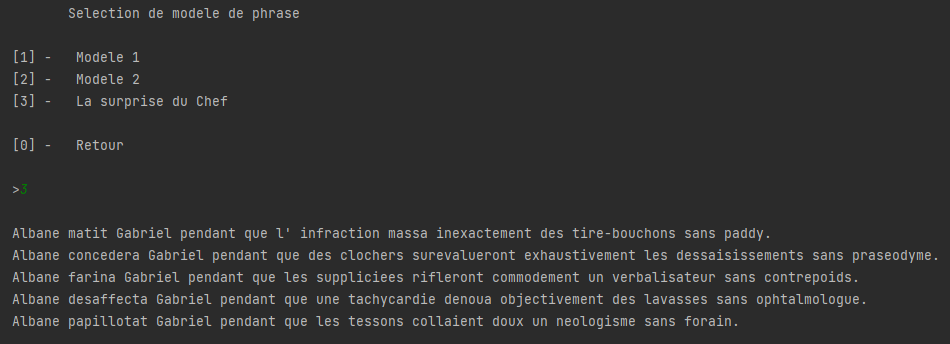 Selection de modele de phrase
[1] -   Modele 1
[2] -   Modele 2
[3] -   La surprise du Chef
[0] -   Retour
>3
Albane matit Gabriel pendant que l' infraction massa inexactement des tire-bouchons sans paddy.
Albane concedera Gabriel pendant que des clochers surevalueront exhaustivement les dessaisissements sans praseodyme.
Albane farina Gabriel pendant que les suppliciees rifleront commodement un verbalisateur sans contrepoids.
Albane desaffecta Gabriel pendant que une tachycardie denoua objectivement des lavasses sans ophtalmologue.
Albane papillotat Gabriel pendant que les tessons collaient doux un neologisme sans forain.